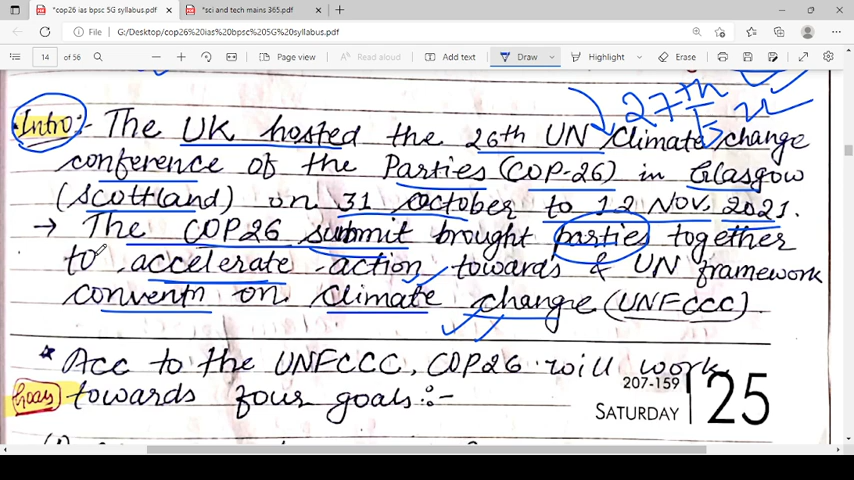 *cop26 ias bpsc 5G syllabus.pdf
*sci and tech mains 365.pdf
File
G:/Desktop/cop26%20ias%20bpsc%205G%20syllabus.pdf
14 of 56
Page view
Read aloud
Add text
Draw
Highlight
Erase
27th
Intro :- The UK hosted the 26th UN Climate change
conference of the Parties (COP-26) in Glasgow
(Scottland) on 31 october to 12 Nov. 2021.
→ The COP26 submit brought parties together
to accelerate action towards & UN framework
conventn on Climate change (UNFCCC)
* Acc to the UNFCCC, COP26 will work
Goals towards four goals :-
207-159
SATURDAY 25